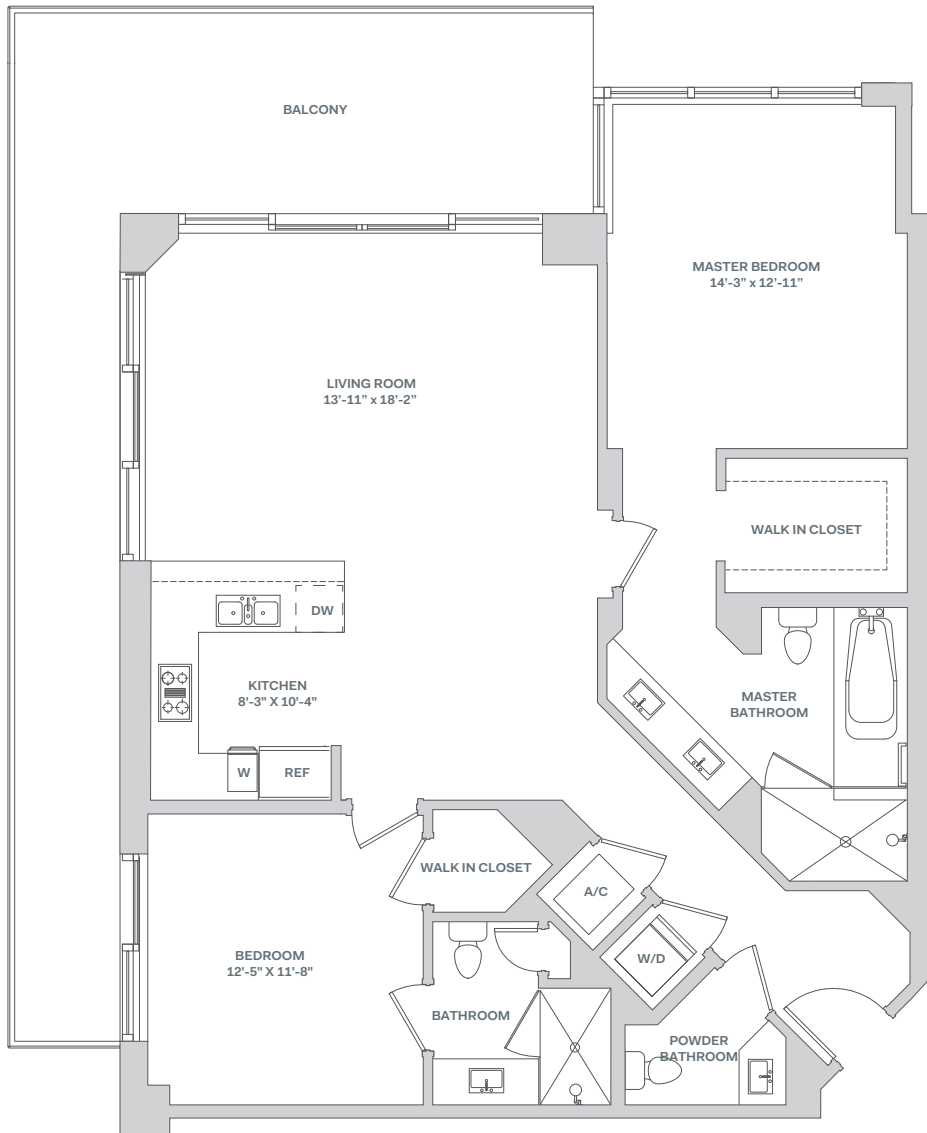 BALCONY
MASTER BEDROOM
14’-3” x 12’-11”
LIVING ROOM
13’-11” x 18’-2”
WALK IN CLOSET
DW
KITCHEN
8'-3" X 10'-4"
MASTER
BATHROOM
W
REF
WALK IN CLOSET
A/C
BEDROOM
12'-5" X 11'-8"
W/D
BATHROOM
POWDER
BATHROOM